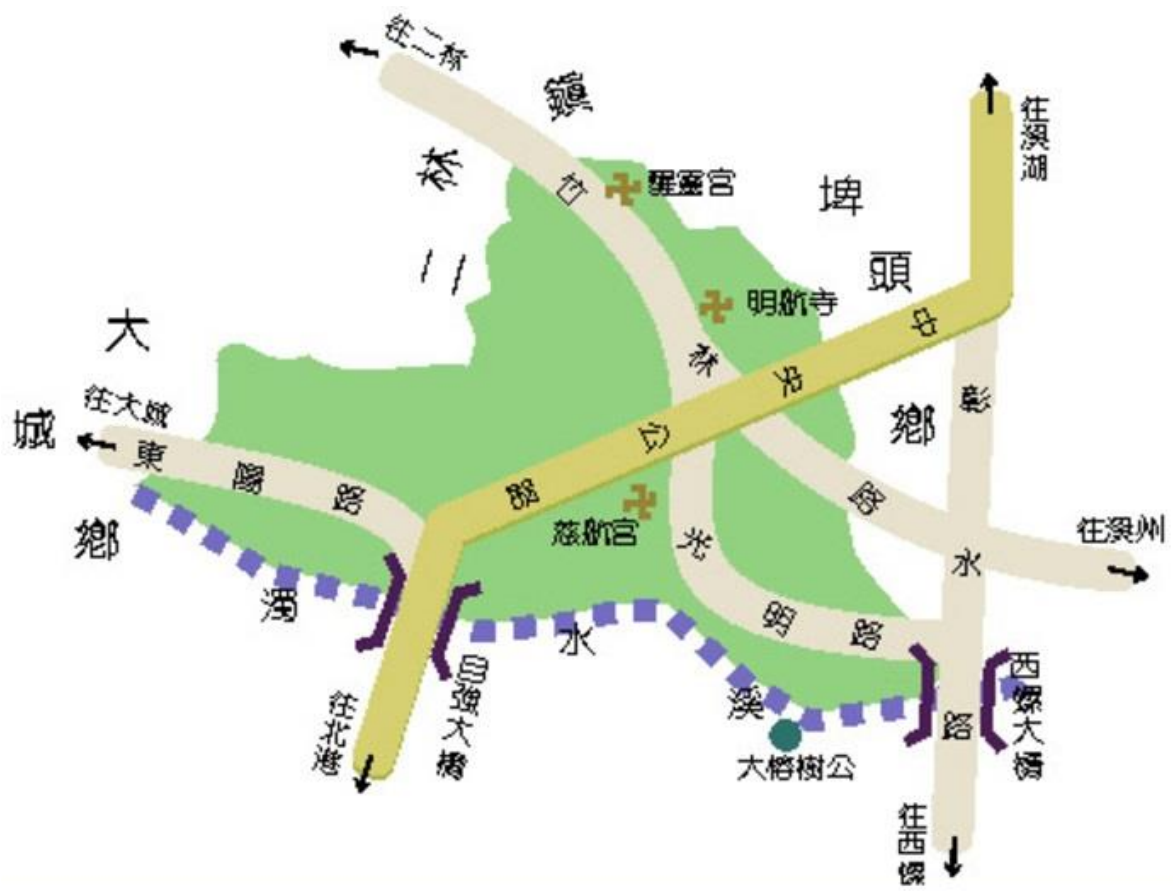 往二林
二林鎮
往溪湖
羅靈宮
埤頭鄉
明航寺
竹林路
中央公路
大城鄉
往大城
東陽路
彰水路
慈航宮
光明路
往溪州
濁水溪
自強大橋
往北港
西螺大橋
大榕樹公
往西螺